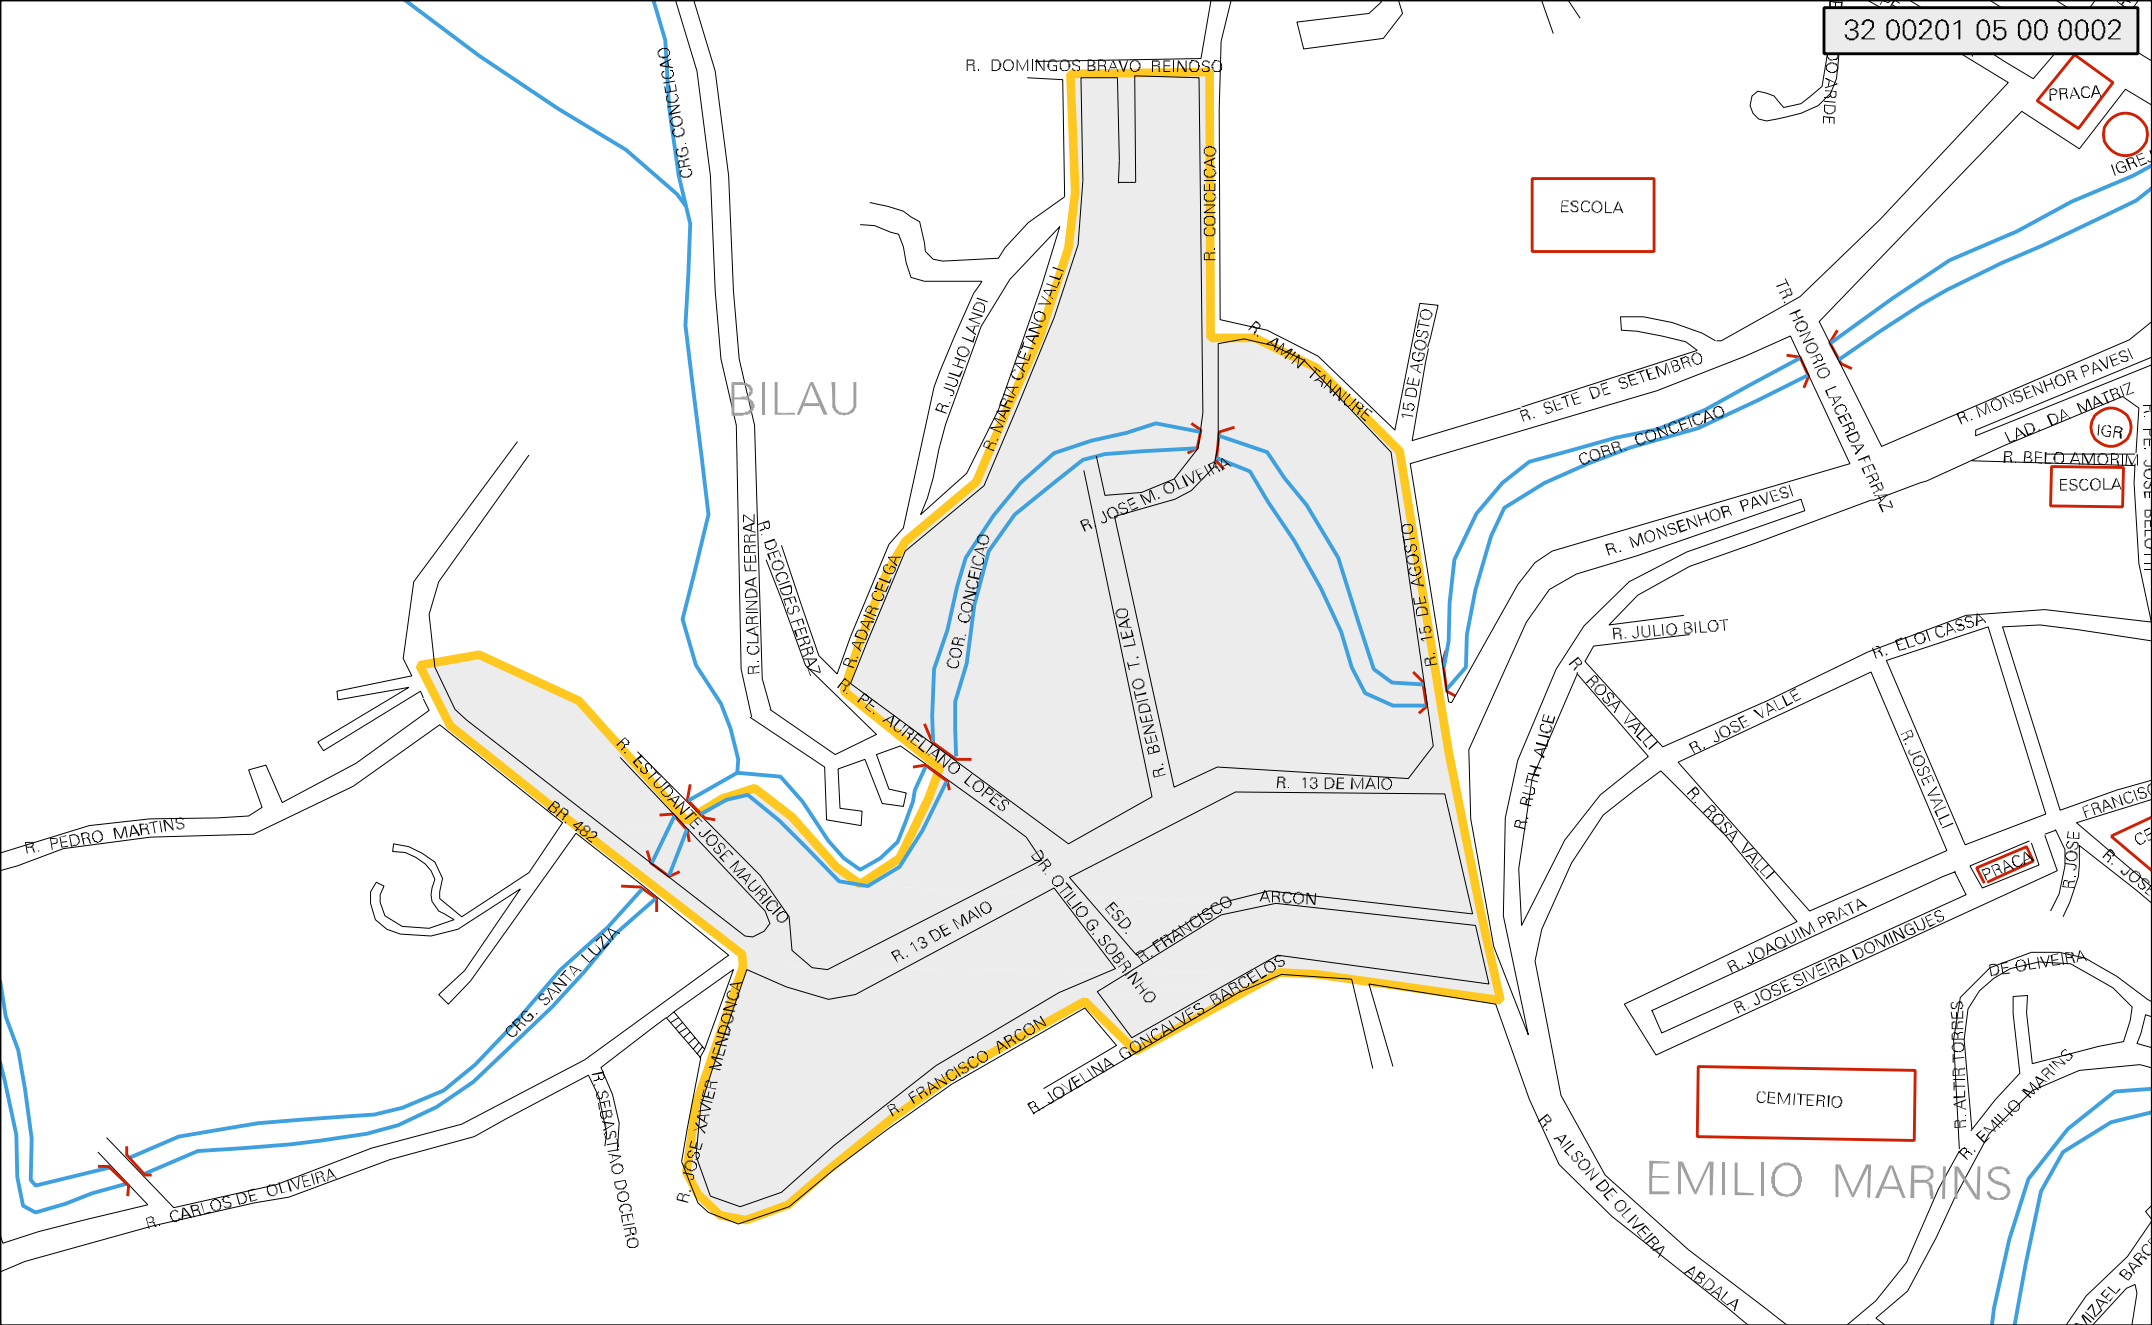 32 00201 05 00 0002
CRG. CONCEICAO
R. DOMINGOS BRAVO REINOSO
PRACA
ESCOLA
R. CONCEICAO
R. JULHO LANDI
R. MARIA CAETANO VALLI
R. AMIN TANNURE
15 DE AGOSTO
R. SETE DE SETEMBRO
TR. HONORIO LACERDA FERRAZ
R. MONSENHOR PAVESI
LAD. DA MATRIZ
IGR
R. BELO AMORIM
ESCOLA
BILAU
CORR. CONCEICAO
R. JOSE M. OLIVEIRA
R. MONSENHOR PAVESI
R. CLARINDA FERRAZ
R. DEOCIDES FERRAZ
R. ADAIR CELGA
COR. CONCEICAO
R. 15 DE AGOSTO
R. BENEDITO T. LEAO
R. JULIO BILOT
R. ELOI CASSA
R. ROSA VALLI
R. JOSE VALLE
R. JOSE VALLI
R. RUTH ALICE
R. ROSA VALLI
R. PE. AURELIANO LOPES
R. ESTUDANTE JOSE MAURICIO
R. 13 DE MAIO
BR. 482
R. PEDRO MARTINS
FRANCISC
PRACA
R. JOSE
R. JOSE
DR. OTILIO G. SOBRINHO
ESD.
R. FRANCISCO ARCON
R. 13 DE MAIO
R. JOAQUIM PRATA
R. JOSE SIVEIRA DOMINGUES
DE OLIVEIRA
CRG. SANTA LUZIA
R. JOSE XAVIER MENDONCA
R. FRANCISCO ARCON
R. JOVELINA GONCALVES BARCELOS
R. ALTIR TORRES
R. EMILIO MARINS
CEMITERIO
EMILIO MARINS
R. SEBASTIAO DOCEIRO
R. CARLOS DE OLIVEIRA
R. AILSON DE OLIVEIRA ABDALA